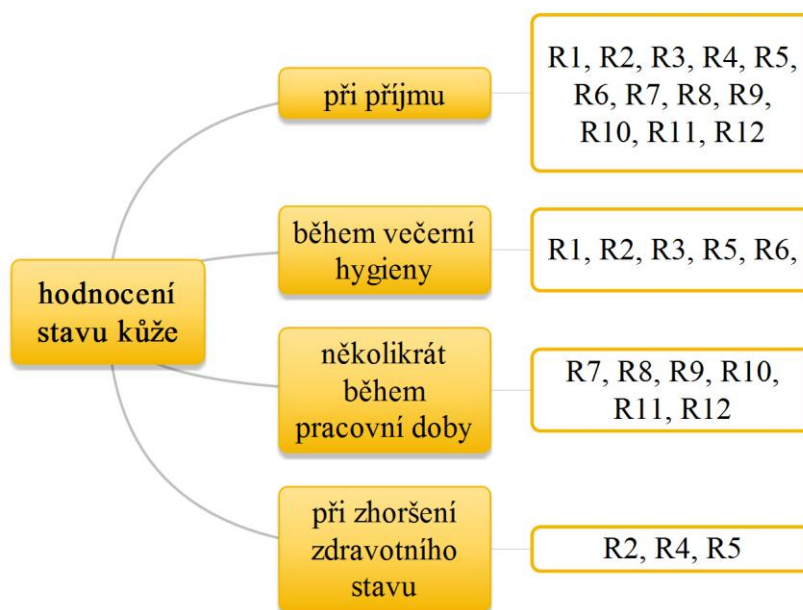 hodnocení
stavu kůže
při příjmu
R1, R2, R3, R4, R5,
R6, R7, R8, R9,
R10, R11, R12
během večerní
hygieny
R1, R2, R3, R5, R6,
několikrát
během
pracovní doby
R7, R8, R9, R10,
R11, R12
při zhoršení
zdravotního
stavu
R2, R4, R5